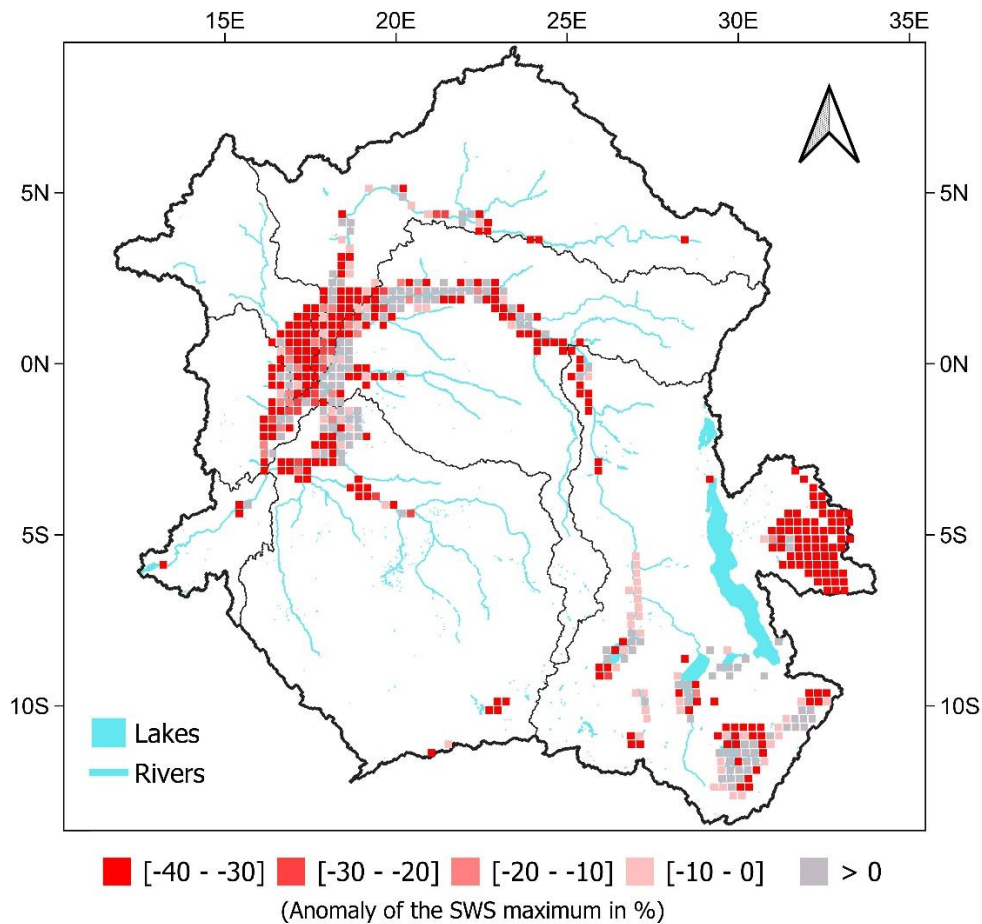 15E 20E 25E 30E 35E
5N 5N
0N 0N
5S 5S
10S 10S
Lakes
Rivers
[-40 - -30] [-30 - -20] [-20 - -10] [-10 - 0] > 0
(Anomaly of the SWS maximum in %)